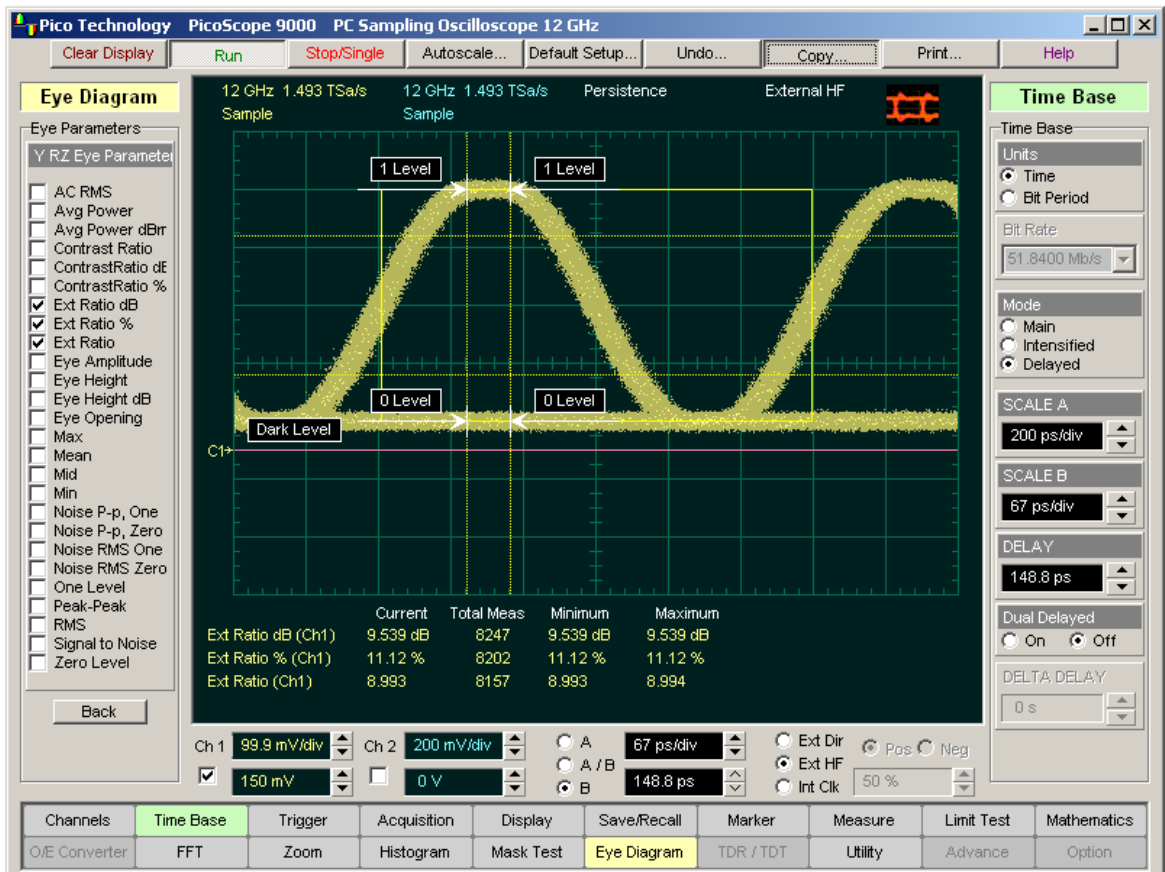 Pico Technology PicoScope 9000 PC Sampling Oscilloscope 12 GHz
Clear Display Run Stop/Single Autoscale... Default Setup... Undo... Copy... Print... Help
Eye Diagram
Eye Parameters
Y RZ Eye Parameter
AC RMS
Avg Power
Avg Power dBm
Contrast Ratio
ContrastRatio dE
ContrastRatio %
Ext Ratio dB
Ext Ratio %
Ext Ratio
Eye Amplitude
Eye Height
Eye Height dB
Eye Opening
Max
Mean
Mid
Min
Noise P-p, One
Noise P-p, Zero
Noise RMS One
Noise RMS Zero
One Level
Peak-Peak
RMS
Signal to Noise
Zero Level
Back
12 GHz 1.493 TSa/s 12 GHz 1.493 TSa/s Persistence External HF
Sample Sample
1 Level 1 Level
0 Level 0 Level
Dark Level
C1
Current Total Meas Minimum Maximum
Ext Ratio dB (Ch1) 9.539 dB 8247 9.539 dB 9.539 dB
Ext Ratio % (Ch1) 11.12 % 8202 11.12 % 11.12 %
Ext Ratio (Ch1) 8.993 8157 8.993 8.994
Time Base
Time Base
Units
Time
Bit Period
Bit Rate
51.8400 Mb/s
Mode
Main
Intensified
Delayed
SCALE A
200 ps/div
SCALE B
67 ps/div
DELAY
148.8 ps
Dual Delayed
On Off
DELTA DELAY
0 s
Ch 1 99.9 mV/div Ch 2 200 mV/div A 67 ps/div Ext Dir Pos Neg
A / B Ext HF
150 mV 0 V B 148.8 ps Int Clk 50 %
Channels Time Base Trigger Acquisition Display Save/Recall Marker Measure Limit Test Mathematics
O/E Converter FFT Zoom Histogram Mask Test Eye Diagram TDR / TDT Utility Advance Option